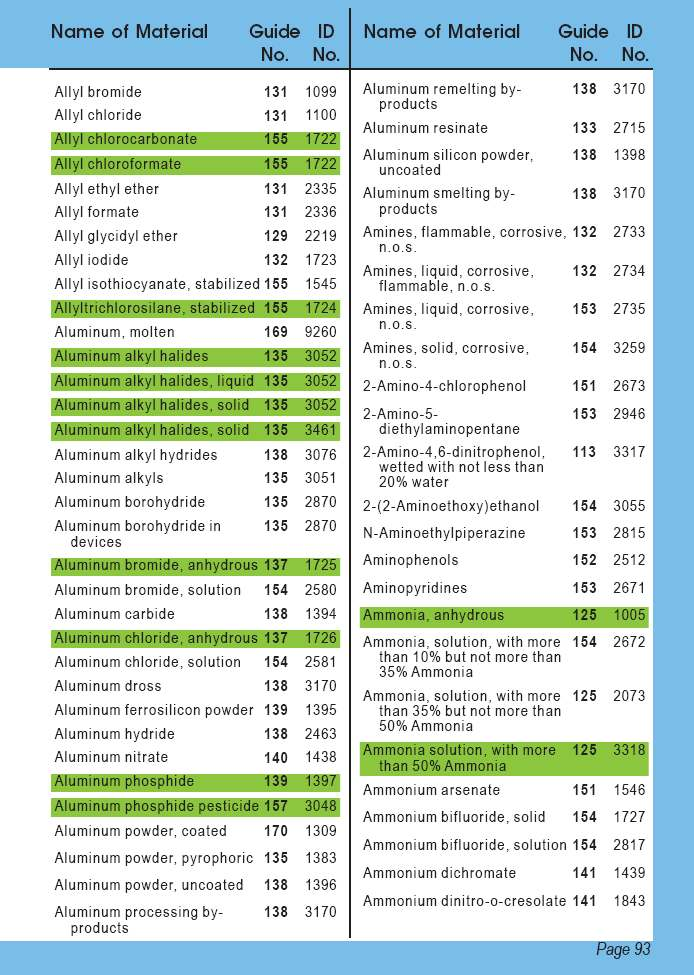 Name of Material Guide ID
No. No.
Allyl bromide 131 1099
Allyl chloride 131 1100
Allyl chlorocarbonate 155 1722
Allyl chloroformate 155 1722
Allyl ethyl ether 131 2335
Allyl formate 131 2336
Allyl glycidyl ether 129 2219
Allyl iodide 132 1723
Allyl isothiocyanate, stabilized 155 1545
Allyltrichlorosilane, stabilized 155 1724
Aluminum, molten 169 9260
Aluminum alkyl halides 135 3052
Aluminum alkyl halides, liquid 135 3052
Aluminum alkyl halides, solid 135 3052
Aluminum alkyl halides, solid 135 3461
Aluminum alkyl hydrides 138 3076
Aluminum alkyls 135 3051
Aluminum borohydride 135 2870
Aluminum borohydride in 135 2870
devices
Aluminum bromide, anhydrous 137 1725
Aluminum bromide, solution 154 2580
Aluminum carbide 138 1394
Aluminum chloride, anhydrous 137 1726
Aluminum chloride, solution 154 2581
Aluminum dross 138 3170
Aluminum ferrosilicon powder 139 1395
Aluminum hydride 138 2463
Aluminum nitrate 140 1438
Aluminum phosphide 139 1397
Aluminum phosphide pesticide 157 3048
Aluminum powder, coated 170 1309
Aluminum powder, pyrophoric 135 1383
Aluminum powder, uncoated 138 1396
Aluminum processing by- 138 3170
products
Name of Material Guide ID
No. No.
Aluminum remelting by- 138 3170
products
Aluminum resinate 133 2715
Aluminum silicon powder, 138 1398
uncoated
Aluminum smelting by- 138 3170
products
Amines, flammable, corrosive, 132 2733
n.o.s.
Amines, liquid, corrosive, 132 2734
flammable, n.o.s.
Amines, liquid, corrosive, 153 2735
n.o.s.
Amines, solid, corrosive, 154 3259
n.o.s.
2-Amino-4-chlorophenol 151 2673
2-Amino-5- 153 2946
diethylaminopentane
2-Amino-4,6-dinitrophenol, 113 3317
wetted with not less than
20% water
2-(2-Aminoethoxy)ethanol 154 3055
N-Aminoethylpiperazine 153 2815
Aminophenols 152 2512
Aminopyridines 153 2671
Ammonia, anhydrous 125 1005
Ammonia, solution, with more 154 2672
than 10% but not more than
35% Ammonia
Ammonia, solution, with more 125 2073
than 35% but not more than
50% Ammonia
Ammonia solution, with more 125 3318
than 50% Ammonia
Ammonium arsenate 151 1546
Ammonium bifluoride, solid 154 1727
Ammonium bifluoride, solution 154 2817
Ammonium dichromate 141 1439
Ammonium dinitro-o-cresolate 141 1843
Page 93